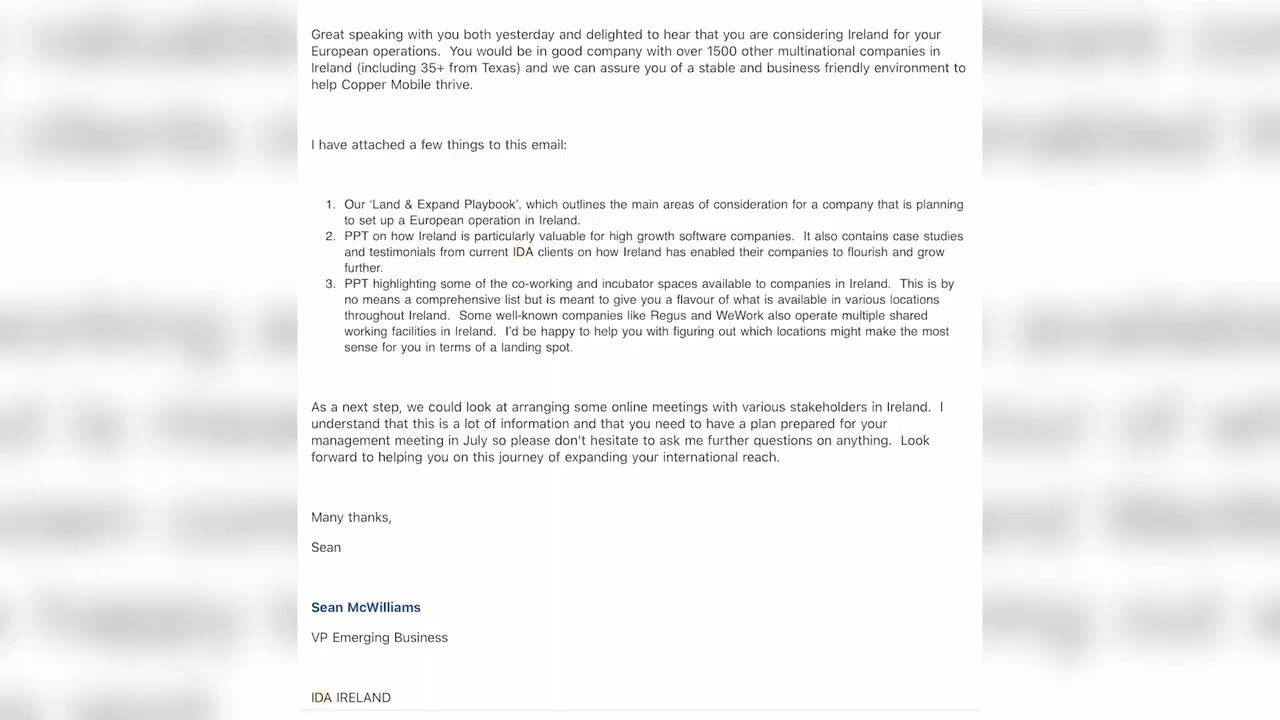 Great speaking with you both yesterday and delighted to hear that you are considering Ireland for your
European operations.  You would be in good company with over 1500 other multinational companies in
Ireland (including 35+ from Texas) and we can assure you of a stable and business friendly environment to
help Copper Mobile thrive.
I have attached a few things to this email:
1. Our ‘Land & Expand Playbook’, which outlines the main areas of consideration for a company that is planning
to set up a European operation in Ireland.
2. PPT on how Ireland is particularly valuable for high growth software companies.  It also contains case studies
and testimonials from current IDA clients on how Ireland has enabled their companies to flourish and grow
further.
3. PPT highlighting some of the co-working and incubator spaces available to companies in Ireland.  This is by
no means a comprehensive list but is meant to give you a flavour of what is available in various locations
throughout Ireland.  Some well-known companies like Regus and WeWork also operate multiple shared
working facilities in Ireland.  I’d be happy to help you with figuring out which locations might make the most
sense for you in terms of a landing spot.
As a next step, we could look at arranging some online meetings with various stakeholders in Ireland.  I
understand that this is a lot of information and that you need to have a plan prepared for your
management meeting in July so please don’t hesitate to ask me further questions on anything.  Look
forward to helping you on this journey of expanding your international reach.
Many thanks,
Sean
Sean McWilliams
VP Emerging Business
IDA IRELAND